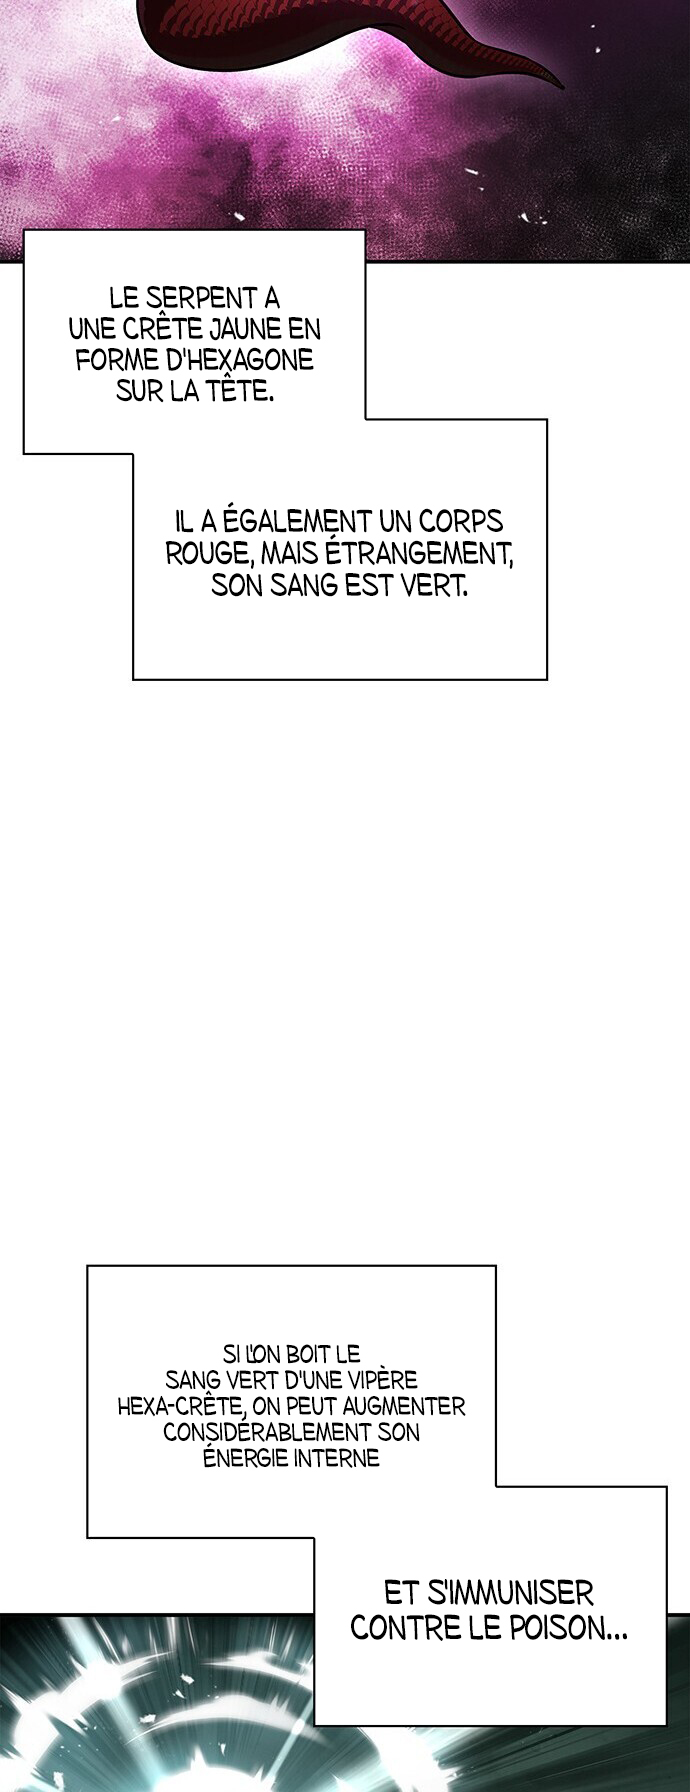 LE SERPENT A
UNE CRÊTE JAUNE EN
FORME D'HEXAGONE
SUR LA TÊTE.
IL A ÉGALEMENT UN CORPS
ROUGE, MAIS ÉTRANGEMENT,
SON SANG EST VERT.
SI L'ON BOIT LE
SANG VERT D'UNE VIPÈRE
HEXA-CRÊTE, ON PEUT AUGMENTER
CONSIDÉRABLEMENT SON
ÉNERGIE INTERNE
ET S'IMMUNISER
CONTRE LE POISON...